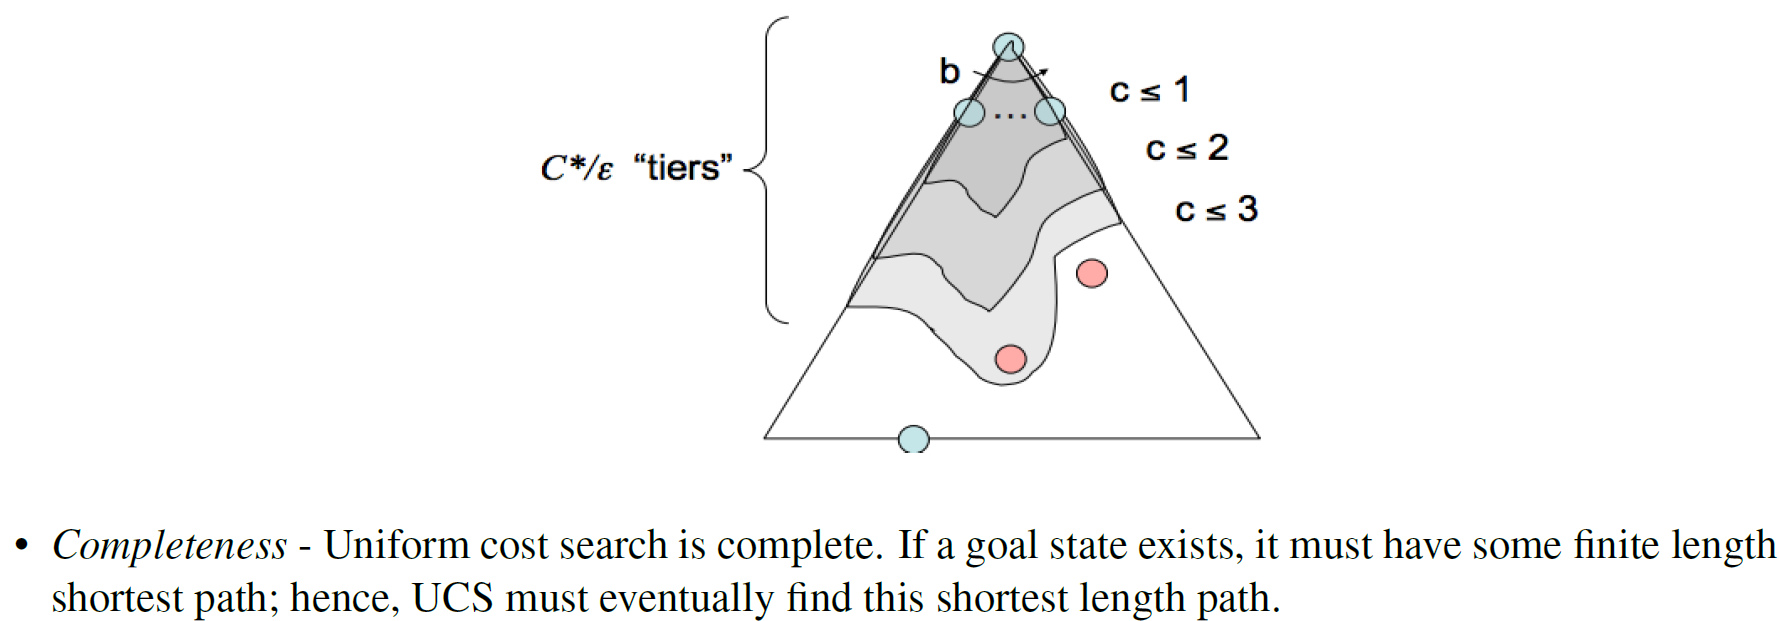 b
c ≤ 1
...
c ≤ 2
C*/ε “tiers”
c ≤ 3
• Completeness - Uniform cost search is complete. If a goal state exists, it must have some finite length
shortest path; hence, UCS must eventually find this shortest length path.